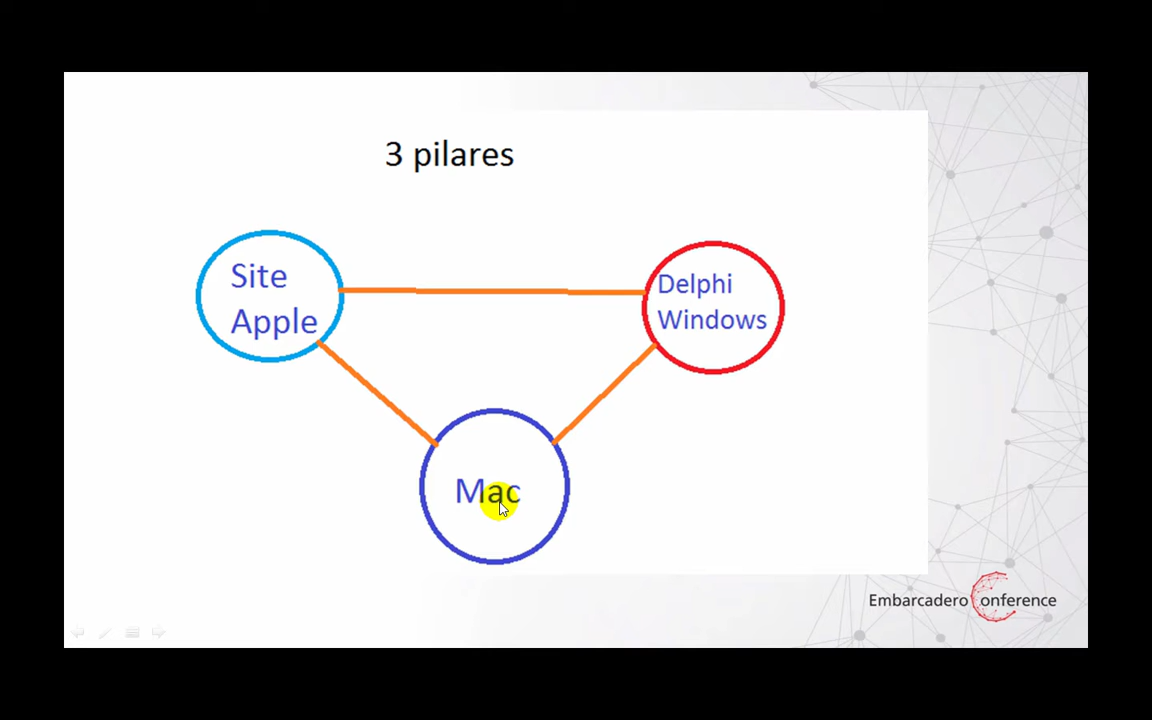 3 pilares
Site
Apple
Delphi
Windows
Mac
Embarcadero Conference